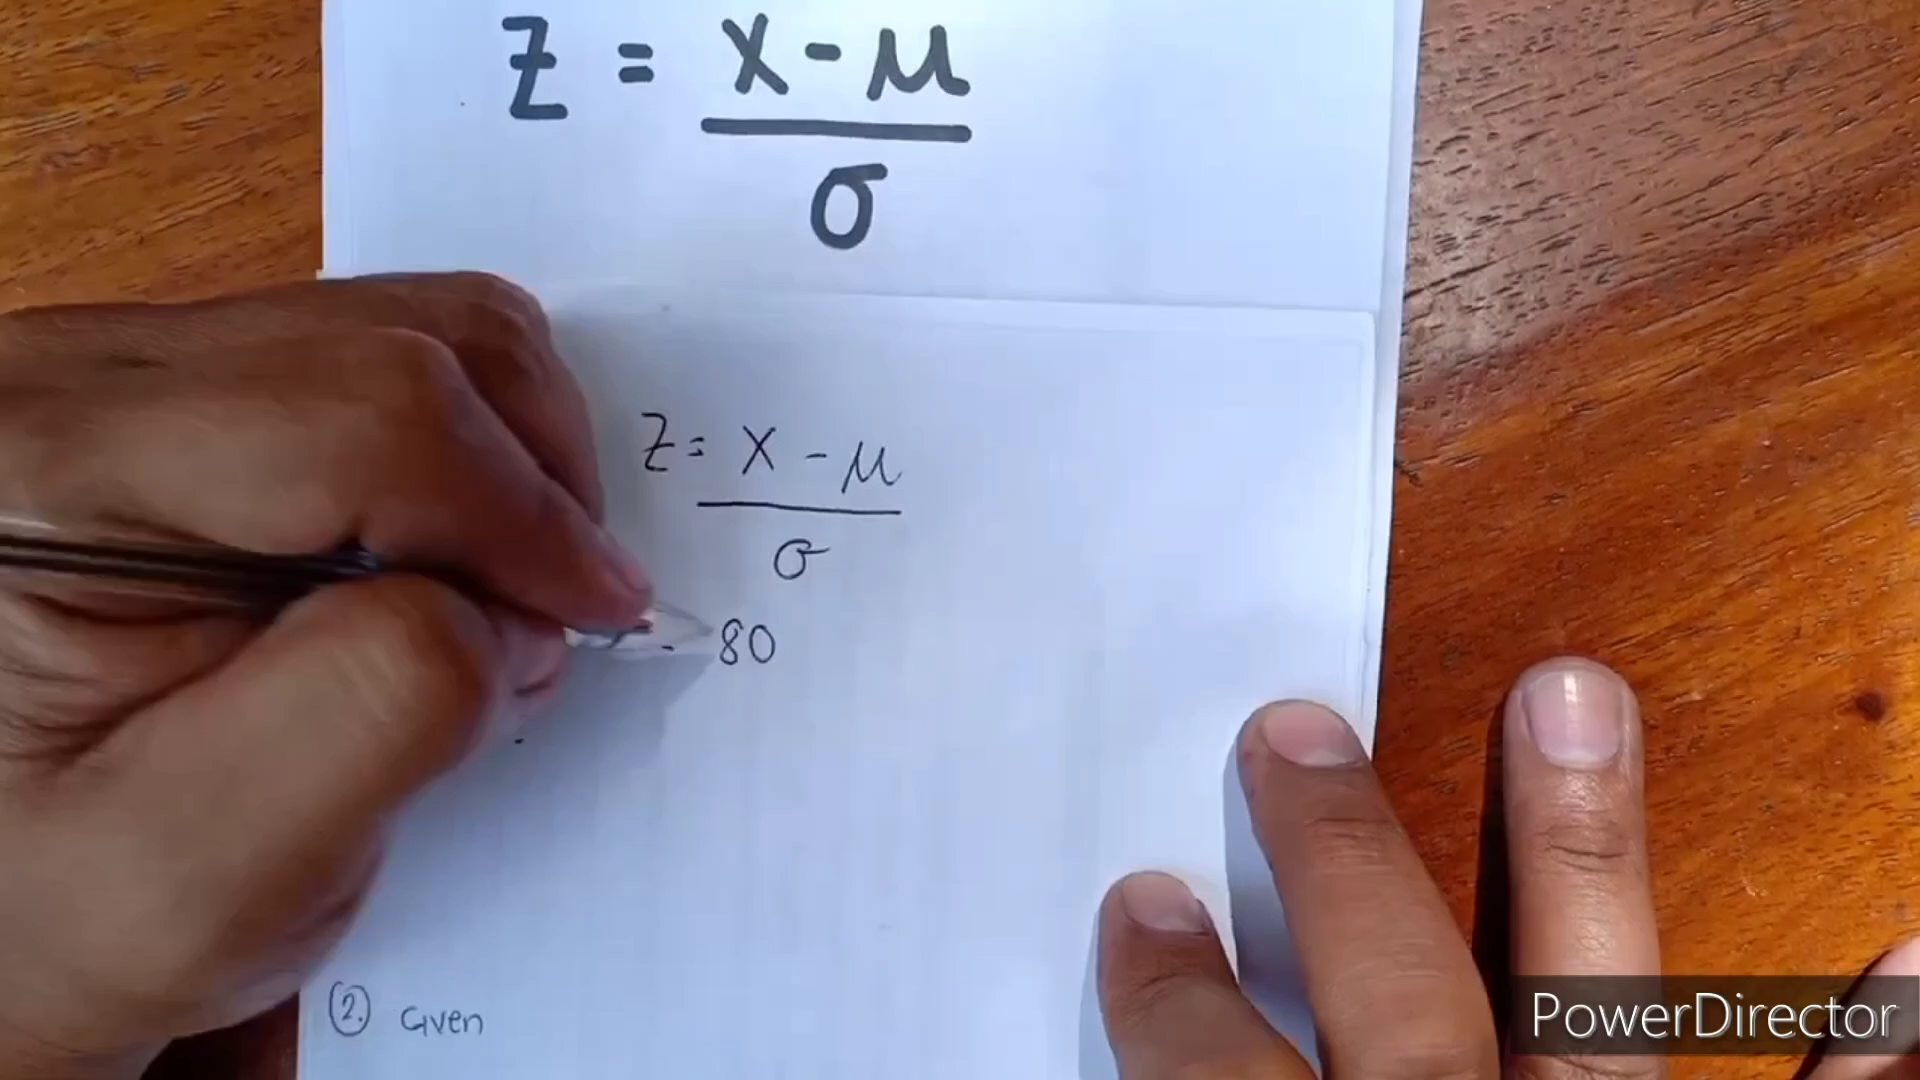 Z = X - μ
σ
Z = X - μ
σ
80
2. Given
PowerDirector